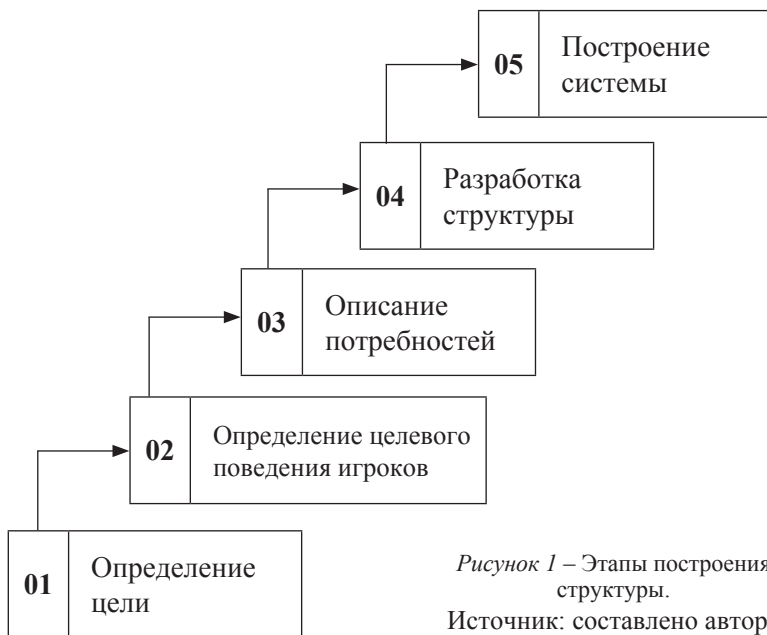 05
Построение
системы
04
Разработка
структуры
03
Описание
потребностей
02
Определение целевого
поведения игроков
01
Определение
цели
Рисунок 1 – Этапы построения
структуры.
Источник: составлено автор